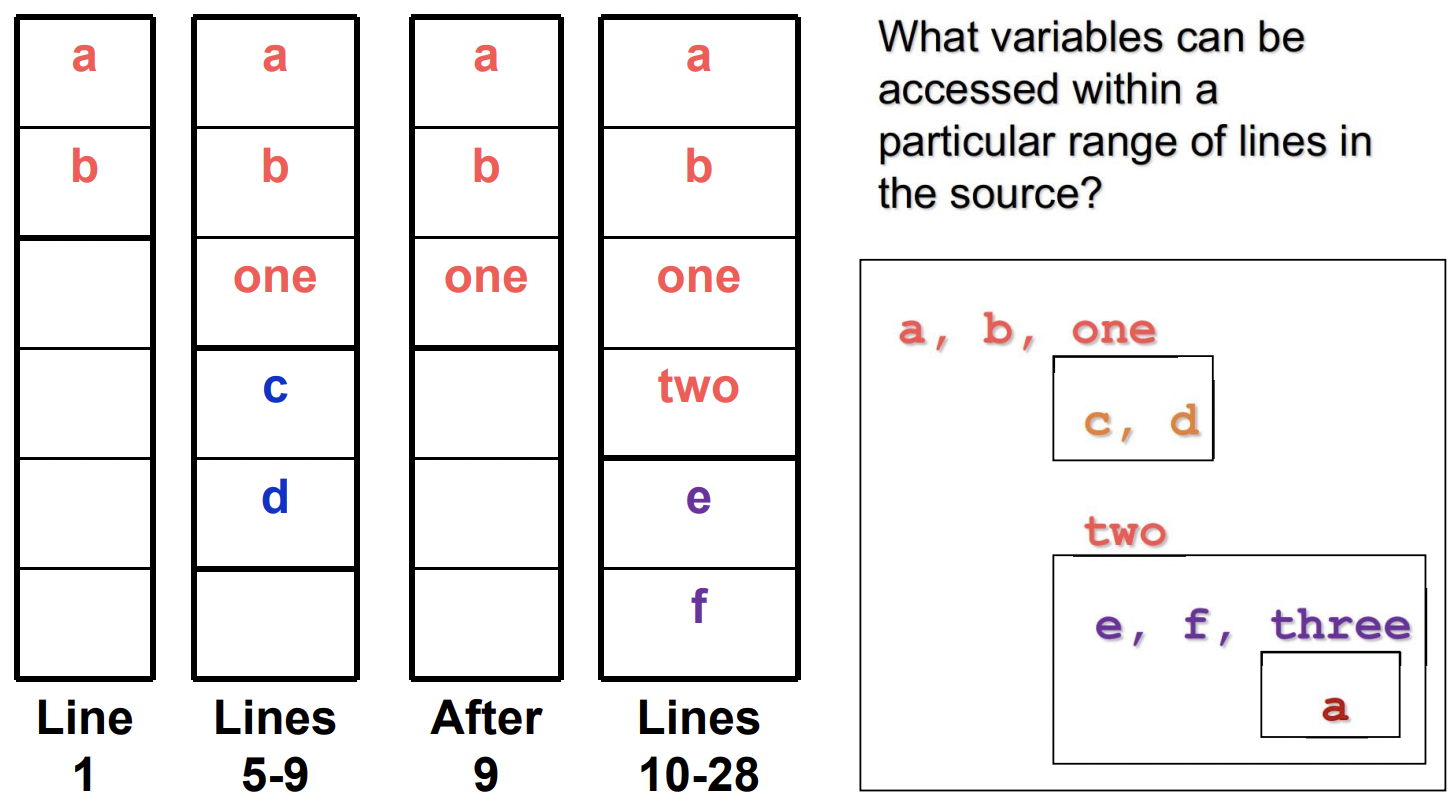 a
b
Line
1
a
b
one
c
d
Lines
5-9
a
b
one
After
9
a
b
one
two
e
f
Lines
10-28
What variables can be
accessed within a
particular range of lines in
the source?
a, b, one
c, d
two
e, f, three
a